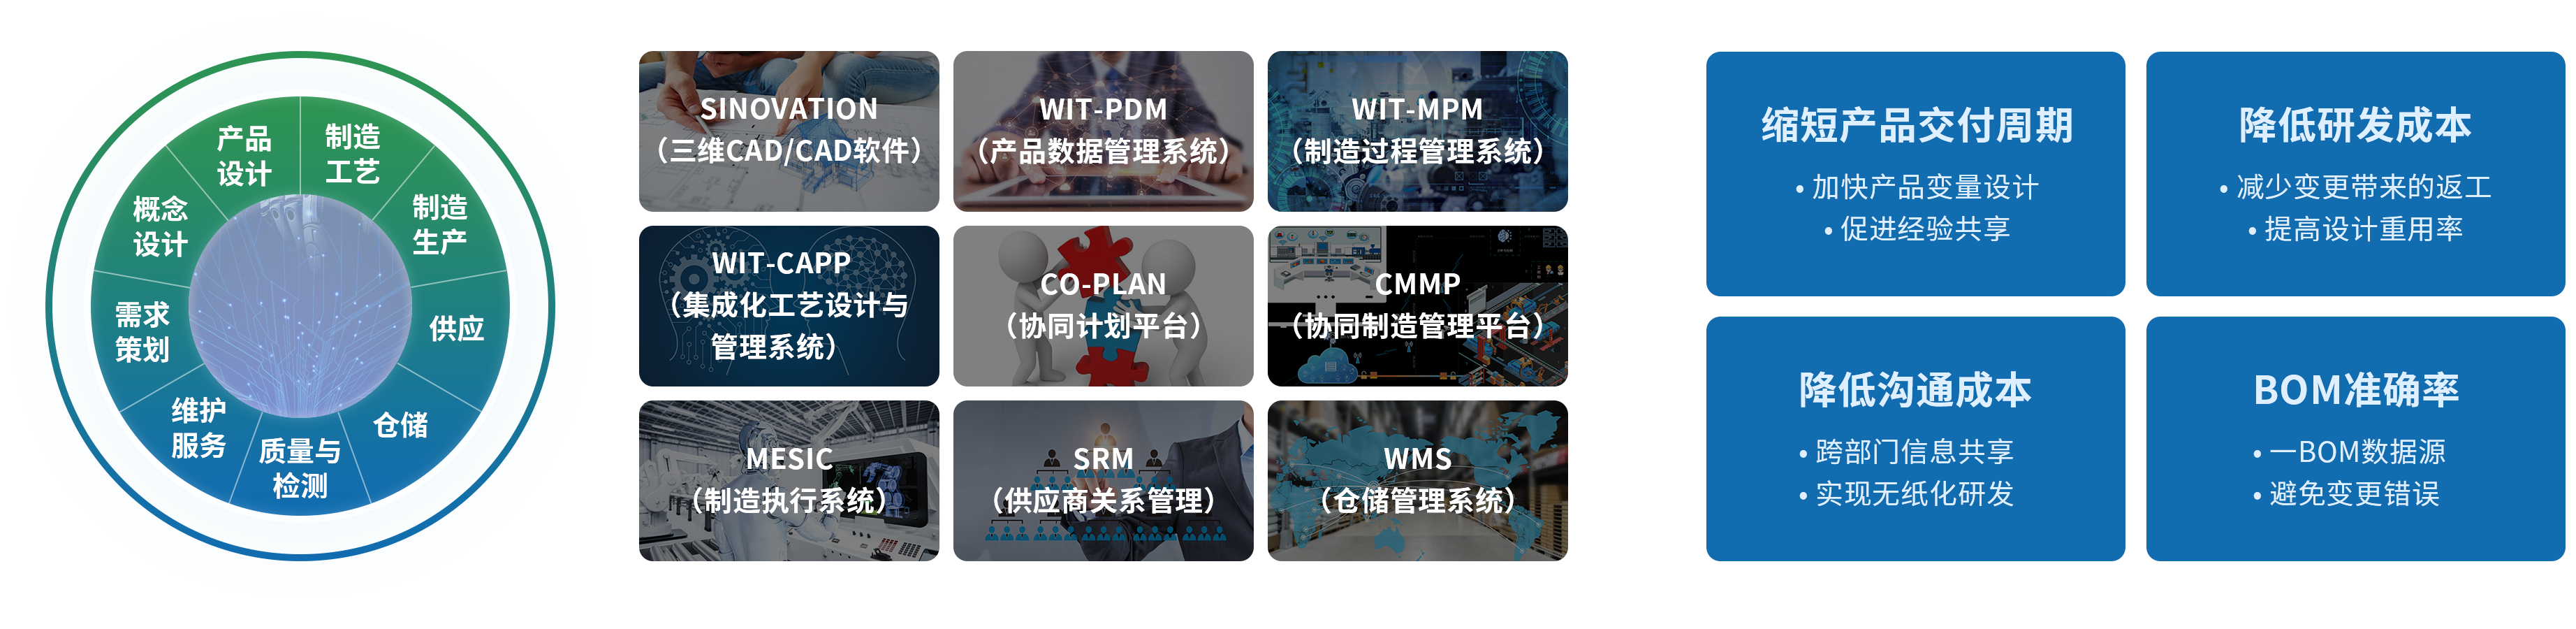 产品
设计
制造
工艺
制造
生产
供应
仓储
质量与
检测
维护
服务
需求
策划
概念
设计
SINOVATION
（三维CAD/CAD软件）
WIT-PDM
（产品数据管理系统）
WIT-MPM
（制造过程管理系统）
WIT-CAPP
（集成化工艺设计与
管理系统）
CO-PLAN
（协同计划平台）
CMMP
（协同制造管理平台）
MESIC
（制造执行系统）
SRM
（供应商关系管理）
WMS
（仓储管理系统）
缩短产品交付周期
• 加快产品变量设计
• 促进经验共享
降低研发成本
• 减少变更带来的返工
• 提高设计重用率
降低沟通成本
• 跨部门信息共享
• 实现无纸化研发
BOM准确率
• 一BOM数据源
• 避免变更错误